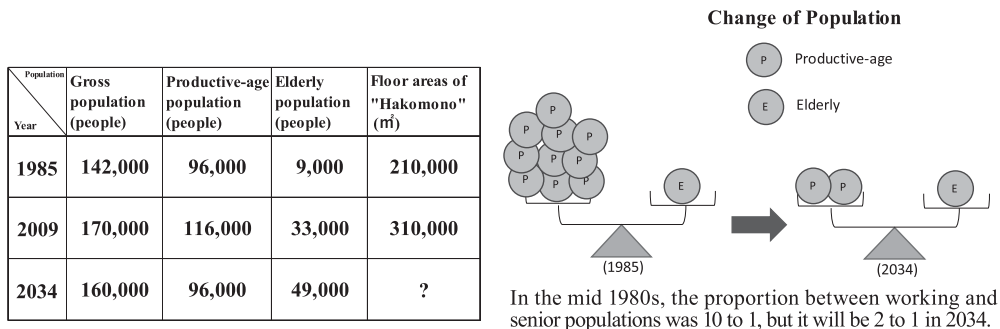 Population
Year
Gross population (people)
Productive-age population (people)
Elderly population (people)
Floor areas of "Hakomono" (㎡)
1985 142,000 96,000 9,000 210,000
2009 170,000 116,000 33,000 310,000
2034 160,000 96,000 49,000 ?
Change of Population
P Productive-age
E Elderly
P
P P P
P P P
P P P
E
(1985)
P P
E
(2034)
In the mid 1980s, the proportion between working and
senior populations was 10 to 1, but it will be 2 to 1 in 2034.